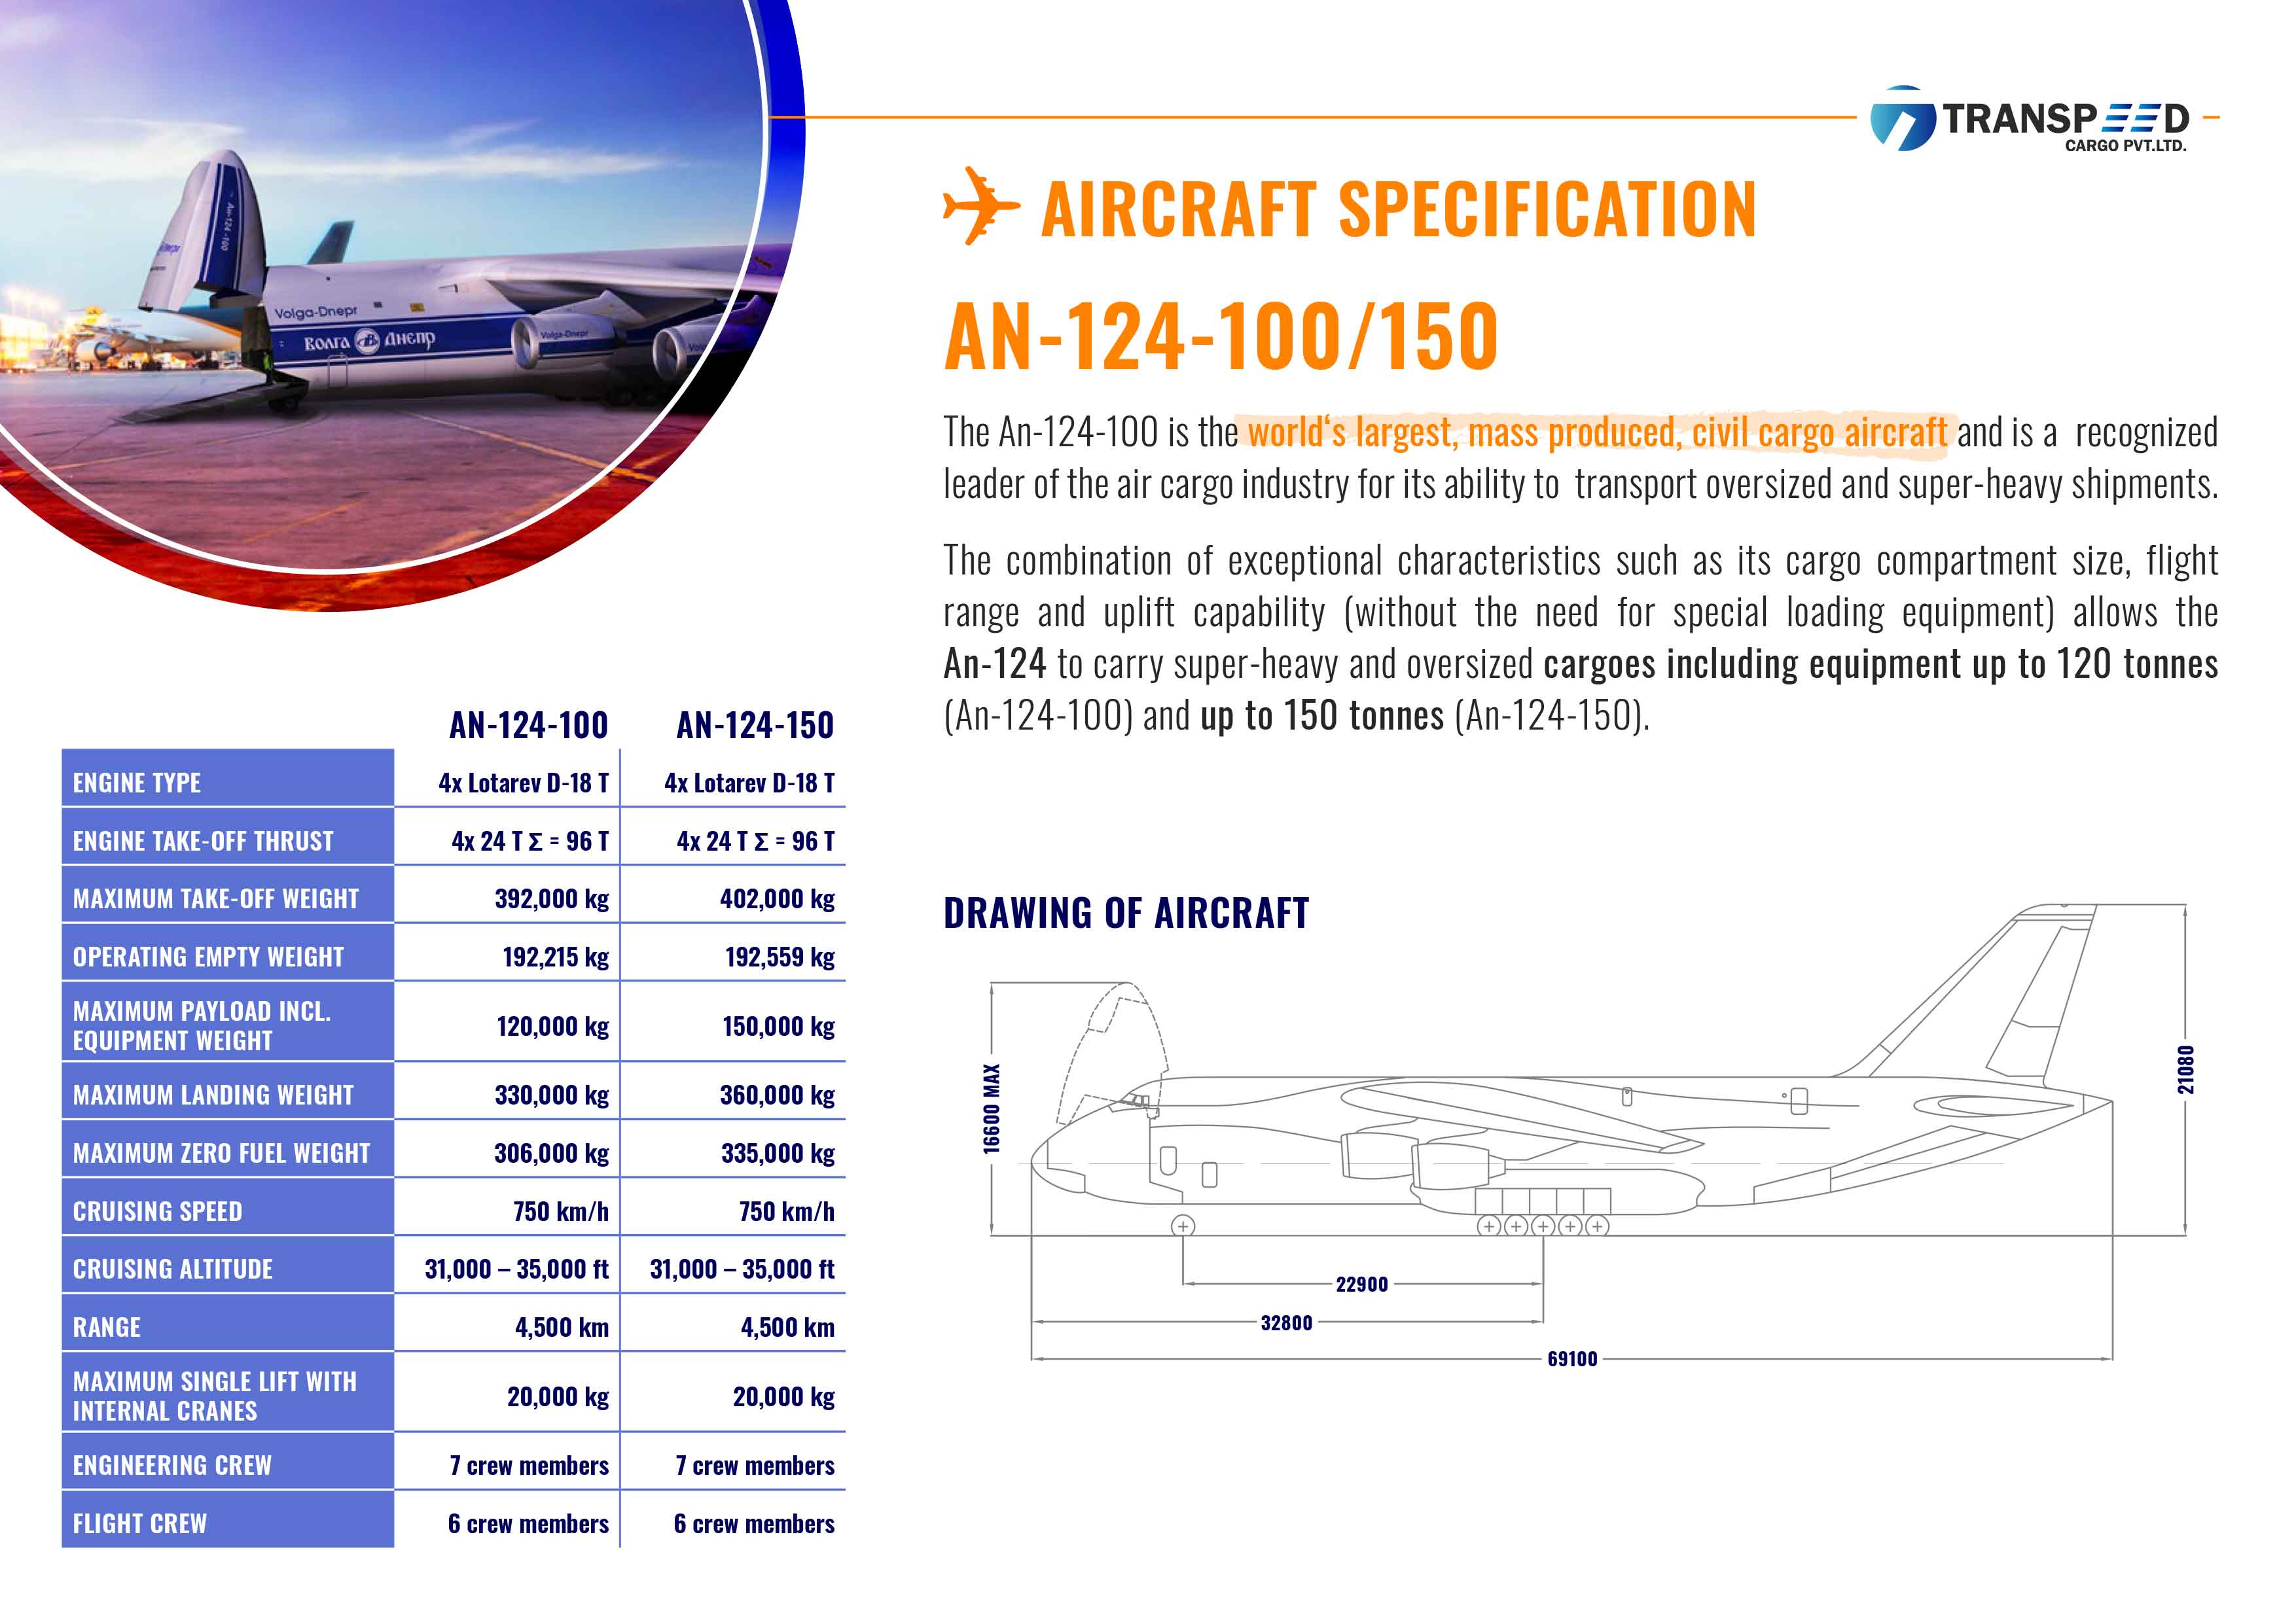 TRANSPEED
CARGO PVT.LTD.
AIRCRAFT SPECIFICATION
AN-124-100/150
The An-124-100 is the world‘s largest, mass produced, civil cargo aircraft and is a recognized
leader of the air cargo industry for its ability to transport oversized and super-heavy shipments.
The combination of exceptional characteristics such as its cargo compartment size, flight
range and uplift capability (without the need for special loading equipment) allows the
An-124 to carry super-heavy and oversized cargoes including equipment up to 120 tonnes
(An-124-100) and up to 150 tonnes (An-124-150).
An-124-100
Volga-Dnepr
Волга Днепр
Volga-Dnepr
AN-124-100 AN-124-150
ENGINE TYPE 4x Lotarev D-18 T 4x Lotarev D-18 T
ENGINE TAKE-OFF THRUST 4x 24 T Σ = 96 T 4x 24 T Σ = 96 T
MAXIMUM TAKE-OFF WEIGHT 392,000 kg 402,000 kg
OPERATING EMPTY WEIGHT 192,215 kg 192,559 kg
MAXIMUM PAYLOAD INCL.
EQUIPMENT WEIGHT 120,000 kg 150,000 kg
MAXIMUM LANDING WEIGHT 330,000 kg 360,000 kg
MAXIMUM ZERO FUEL WEIGHT 306,000 kg 335,000 kg
CRUISING SPEED 750 km/h 750 km/h
CRUISING ALTITUDE 31,000 – 35,000 ft 31,000 – 35,000 ft
RANGE 4,500 km 4,500 km
MAXIMUM SINGLE LIFT WITH
INTERNAL CRANES 20,000 kg 20,000 kg
ENGINEERING CREW 7 crew members 7 crew members
FLIGHT CREW 6 crew members 6 crew members
DRAWING OF AIRCRAFT
16600 MAX
21080
22900
32800
69100